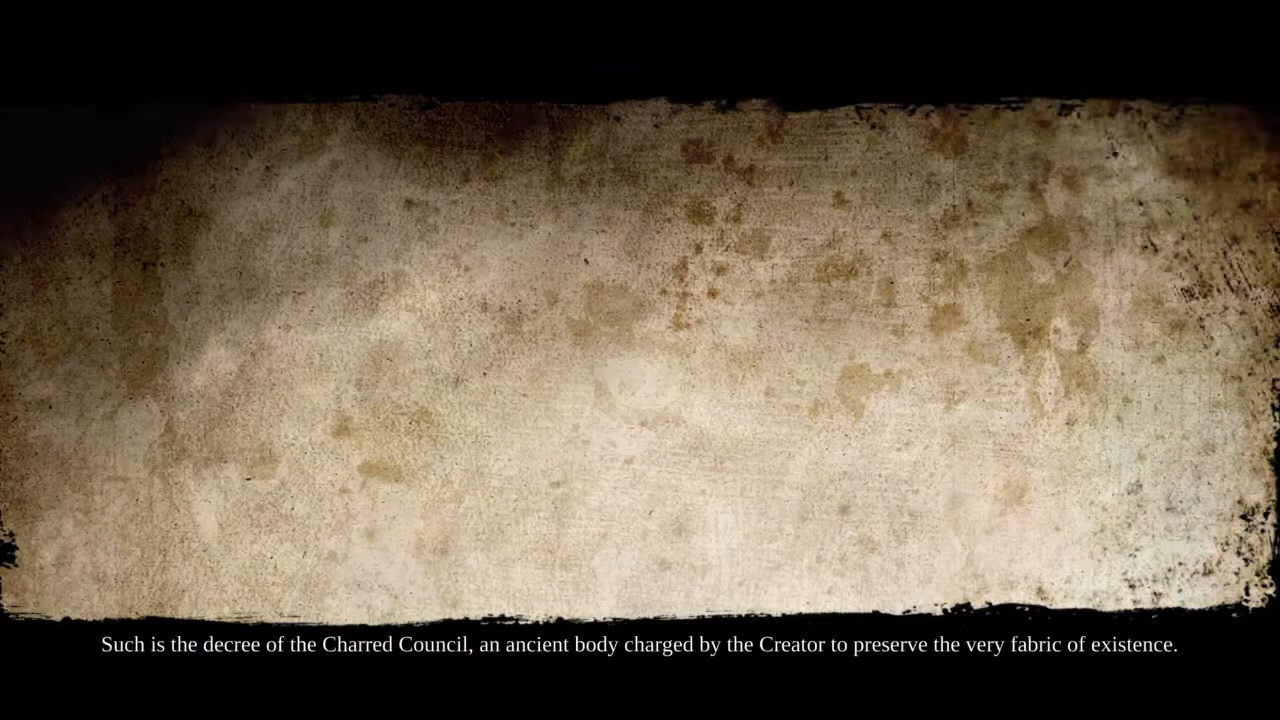 Such is the decree of the Charred Council, an ancient body charged by the Creator to preserve the very fabric of existence.